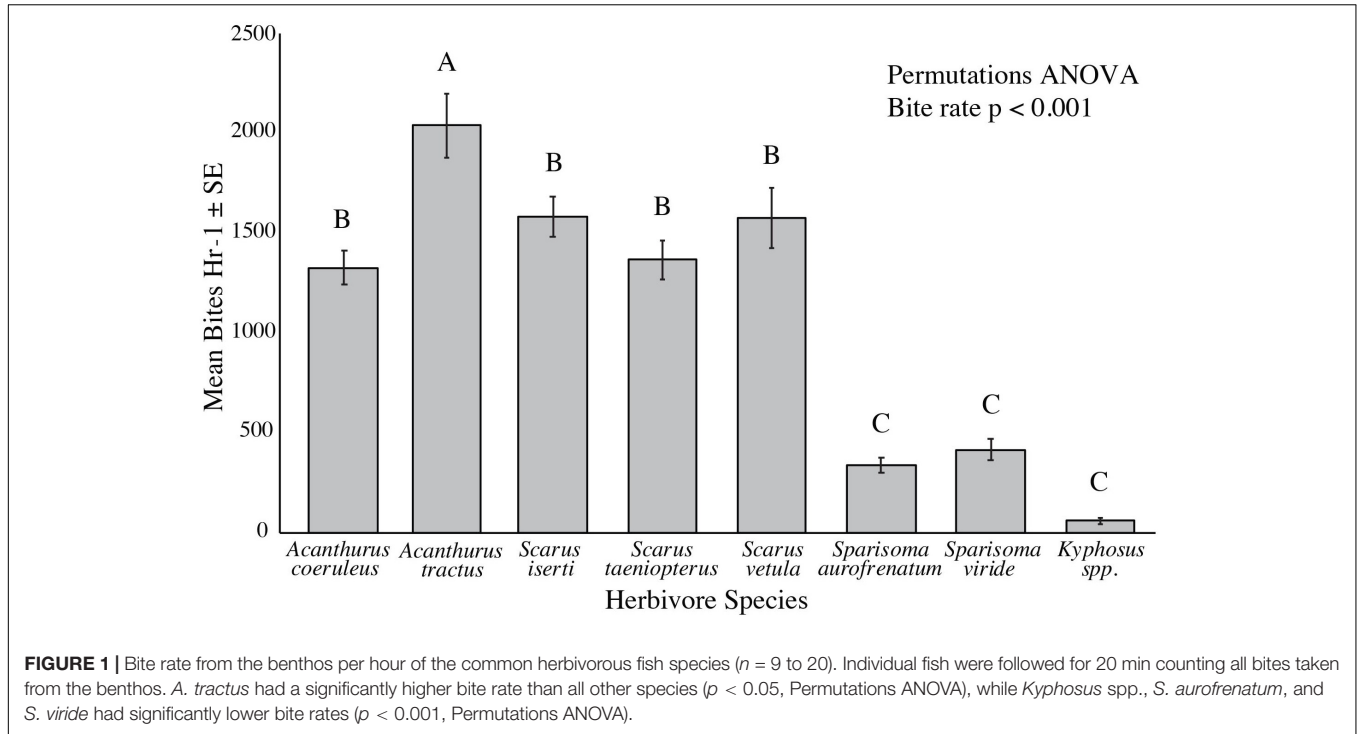 2500
2000
1500
1000
500
0
Mean Bites Hr-1 ± SE
B
A
B
B
B
C
C
C
Permutations ANOVA
Bite rate p < 0.001
Acanthurus coeruleus
Acanthurus tractus
Scarus iserti
Scarus taeniopterus
Scarus vetula
Sparisoma aurofrenatum
Sparisoma viride
Kyphosus spp.
Herbivore Species
FIGURE 1 | Bite rate from the benthos per hour of the common herbivorous fish species (n = 9 to 20). Individual fish were followed for 20 min counting all bites taken
from the benthos. A. tractus had a significantly higher bite rate than all other species (p < 0.05, Permutations ANOVA), while Kyphosus spp., S. aurofrenatum, and
S. viride had significantly lower bite rates (p < 0.001, Permutations ANOVA).